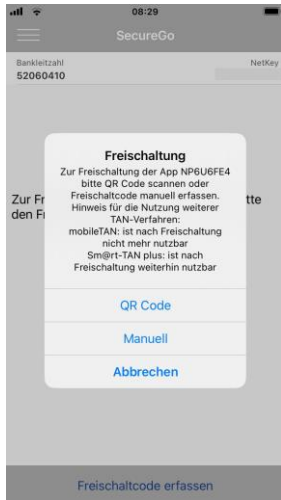 08:29
SecureGo
Bankleitzahl NetKey
52060410
Freischaltung
Zur Freischaltung der App NP6U6FE4
bitte QR Code scannen oder
Freischaltcode manuell erfassen.
Hinweis für die Nutzung weiterer
TAN-Verfahren:
mobileTAN: ist nach Freischaltung
nicht mehr nutzbar
Sm@rt-TAN plus: ist nach
Freischaltung weiterhin nutzbar
Zur Fr
den Fr
QR Code
Manuell
Abbrechen
Freischaltcode erfassen